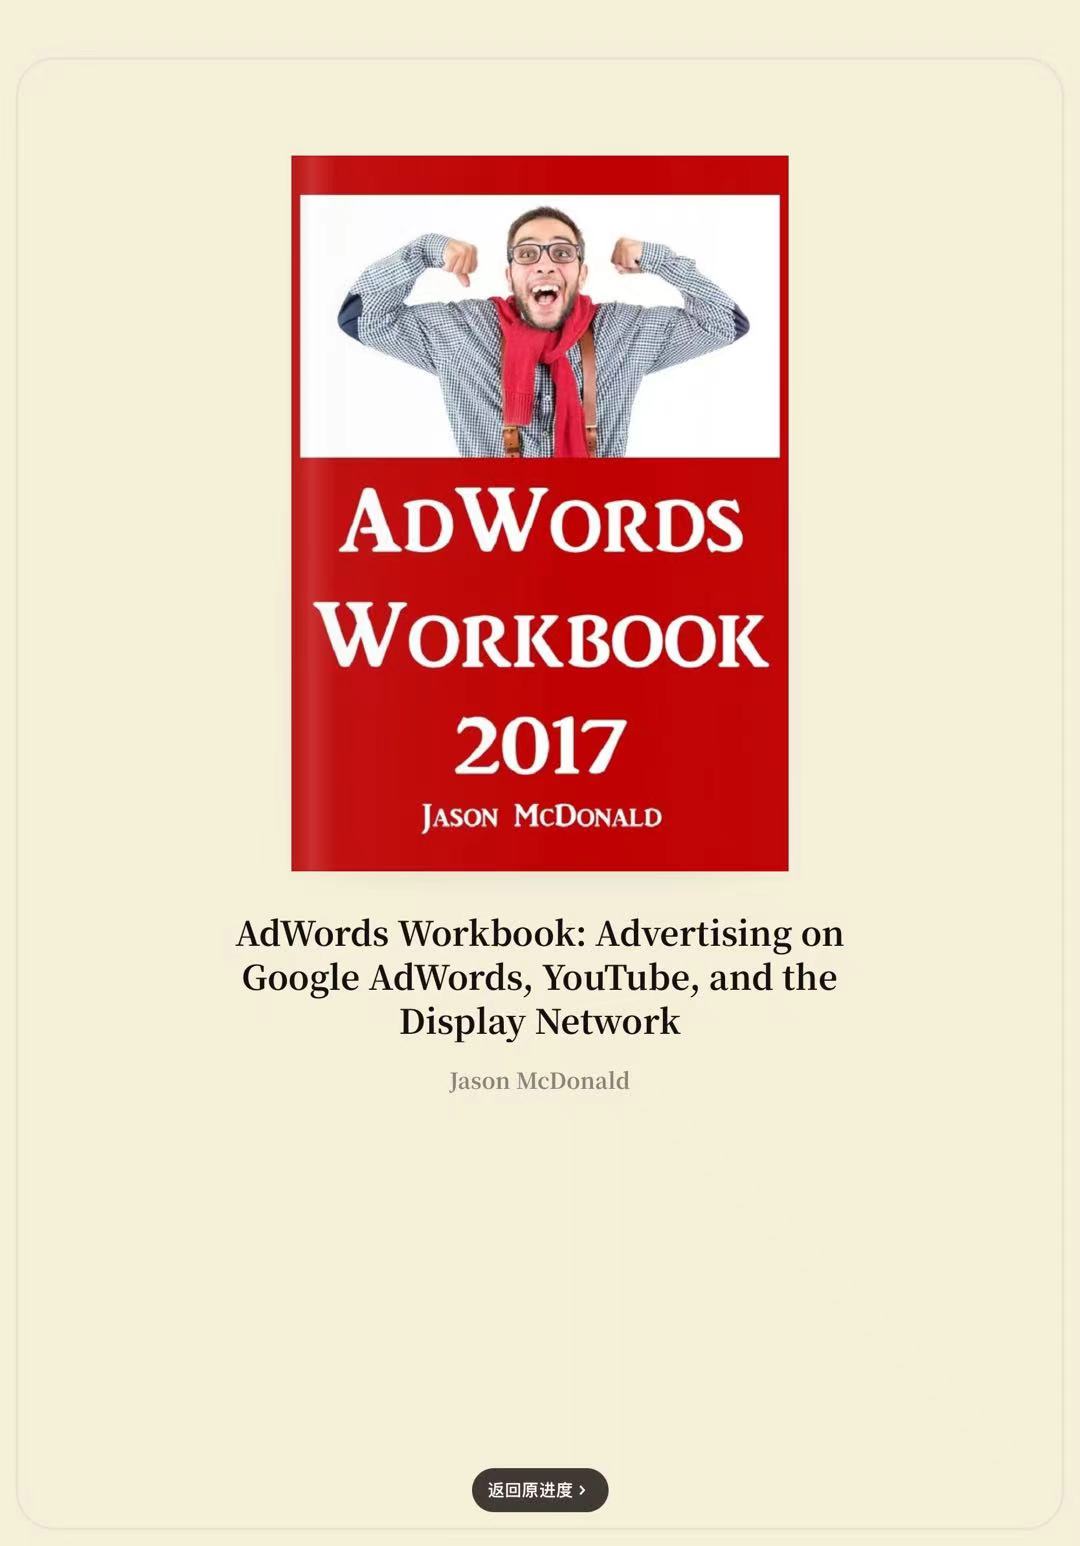 ADWORDS
WORKBOOK
2017
JASON MCDONALD
AdWords Workbook: Advertising on
Google AdWords, YouTube, and the
Display Network
Jason McDonald
返回原进度 ›